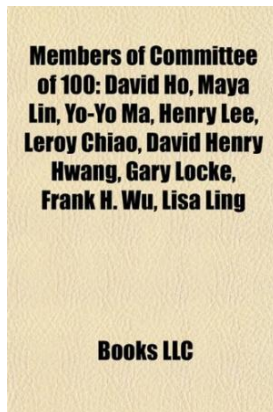 Members of Committee
of 100: David Ho, Maya
Lin, Yo-Yo Ma, Henry Lee,
Leroy Chiao, David Henry
Hwang, Gary Locke,
Frank H. Wu, Lisa Ling
Books LLC